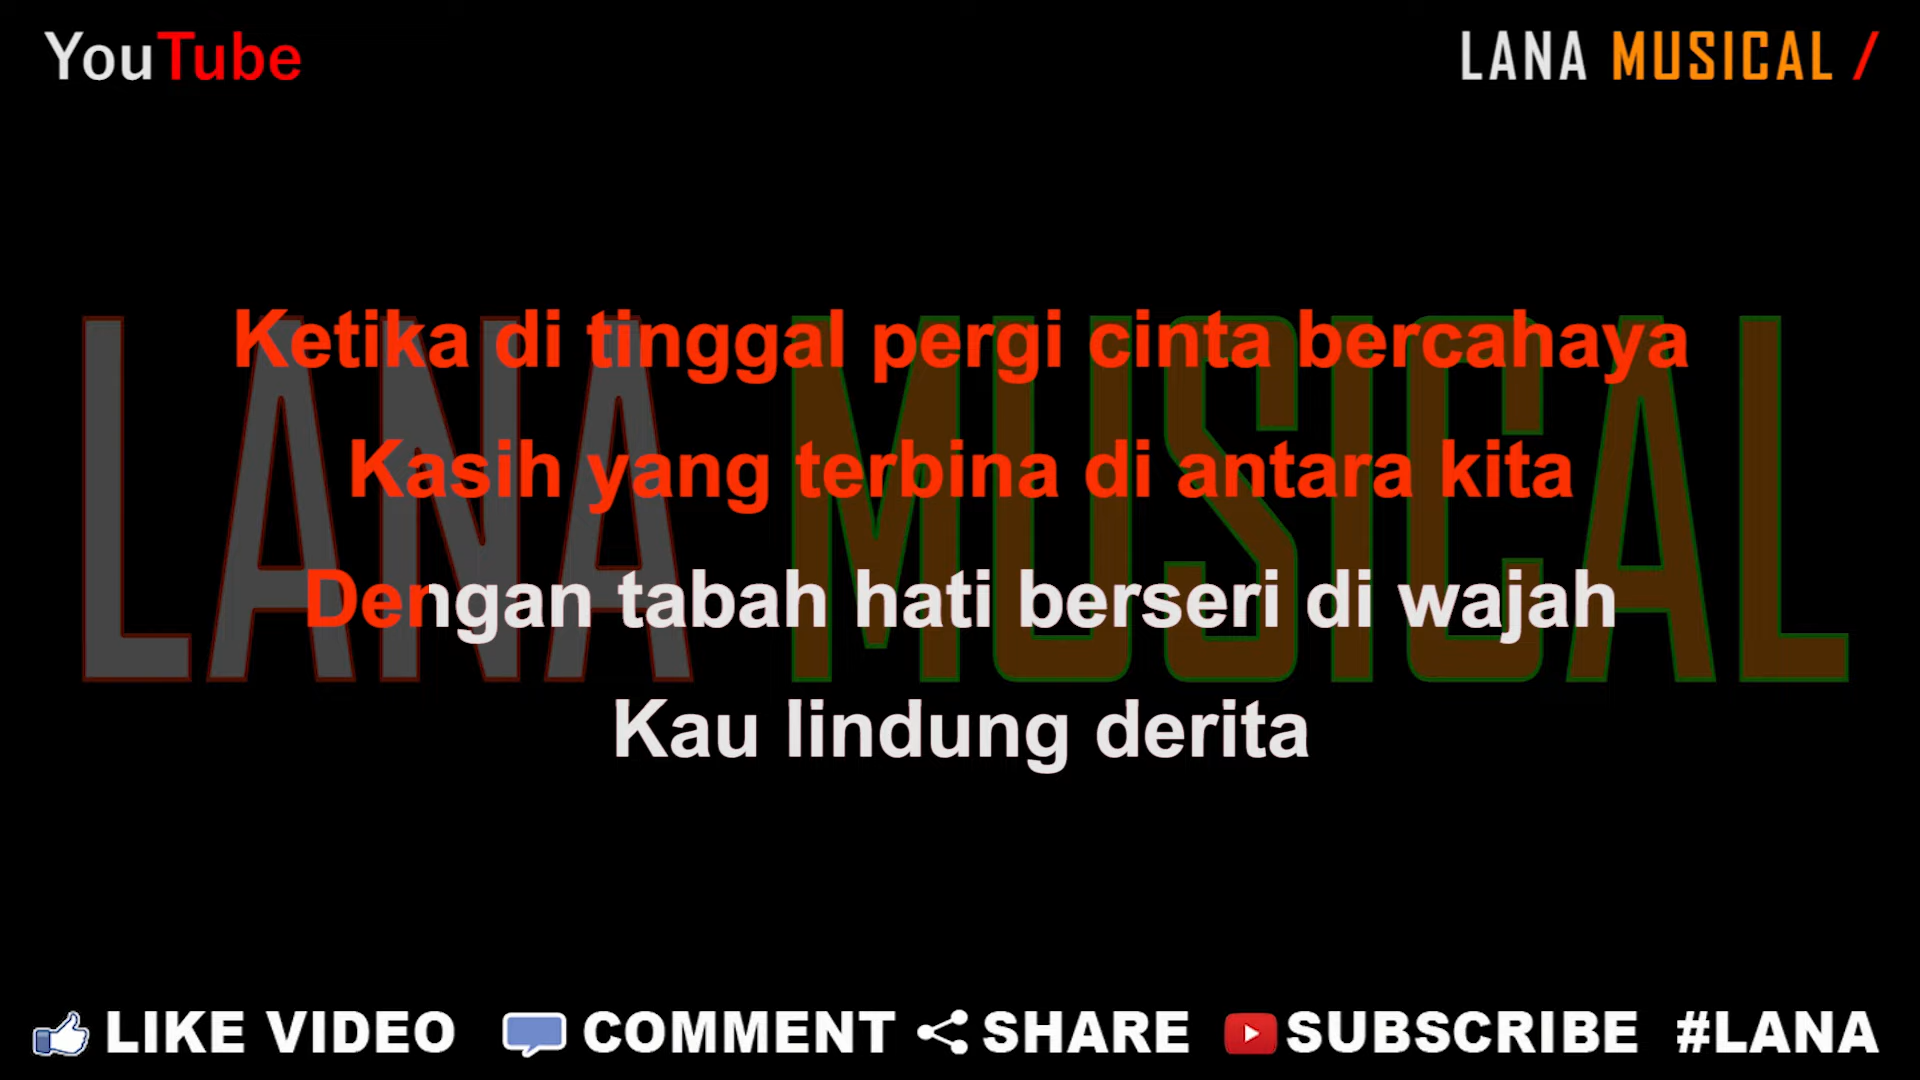 YouTube
LANA MUSICAL /
LANA MUSICAL
Ketika di tinggal pergi cinta bercahaya
Kasih yang terbina di antara kita
Dengan tabah hati berseri di wajah
Kau lindung derita
LIKE VIDEO COMMENT SHARE SUBSCRIBE #LANA